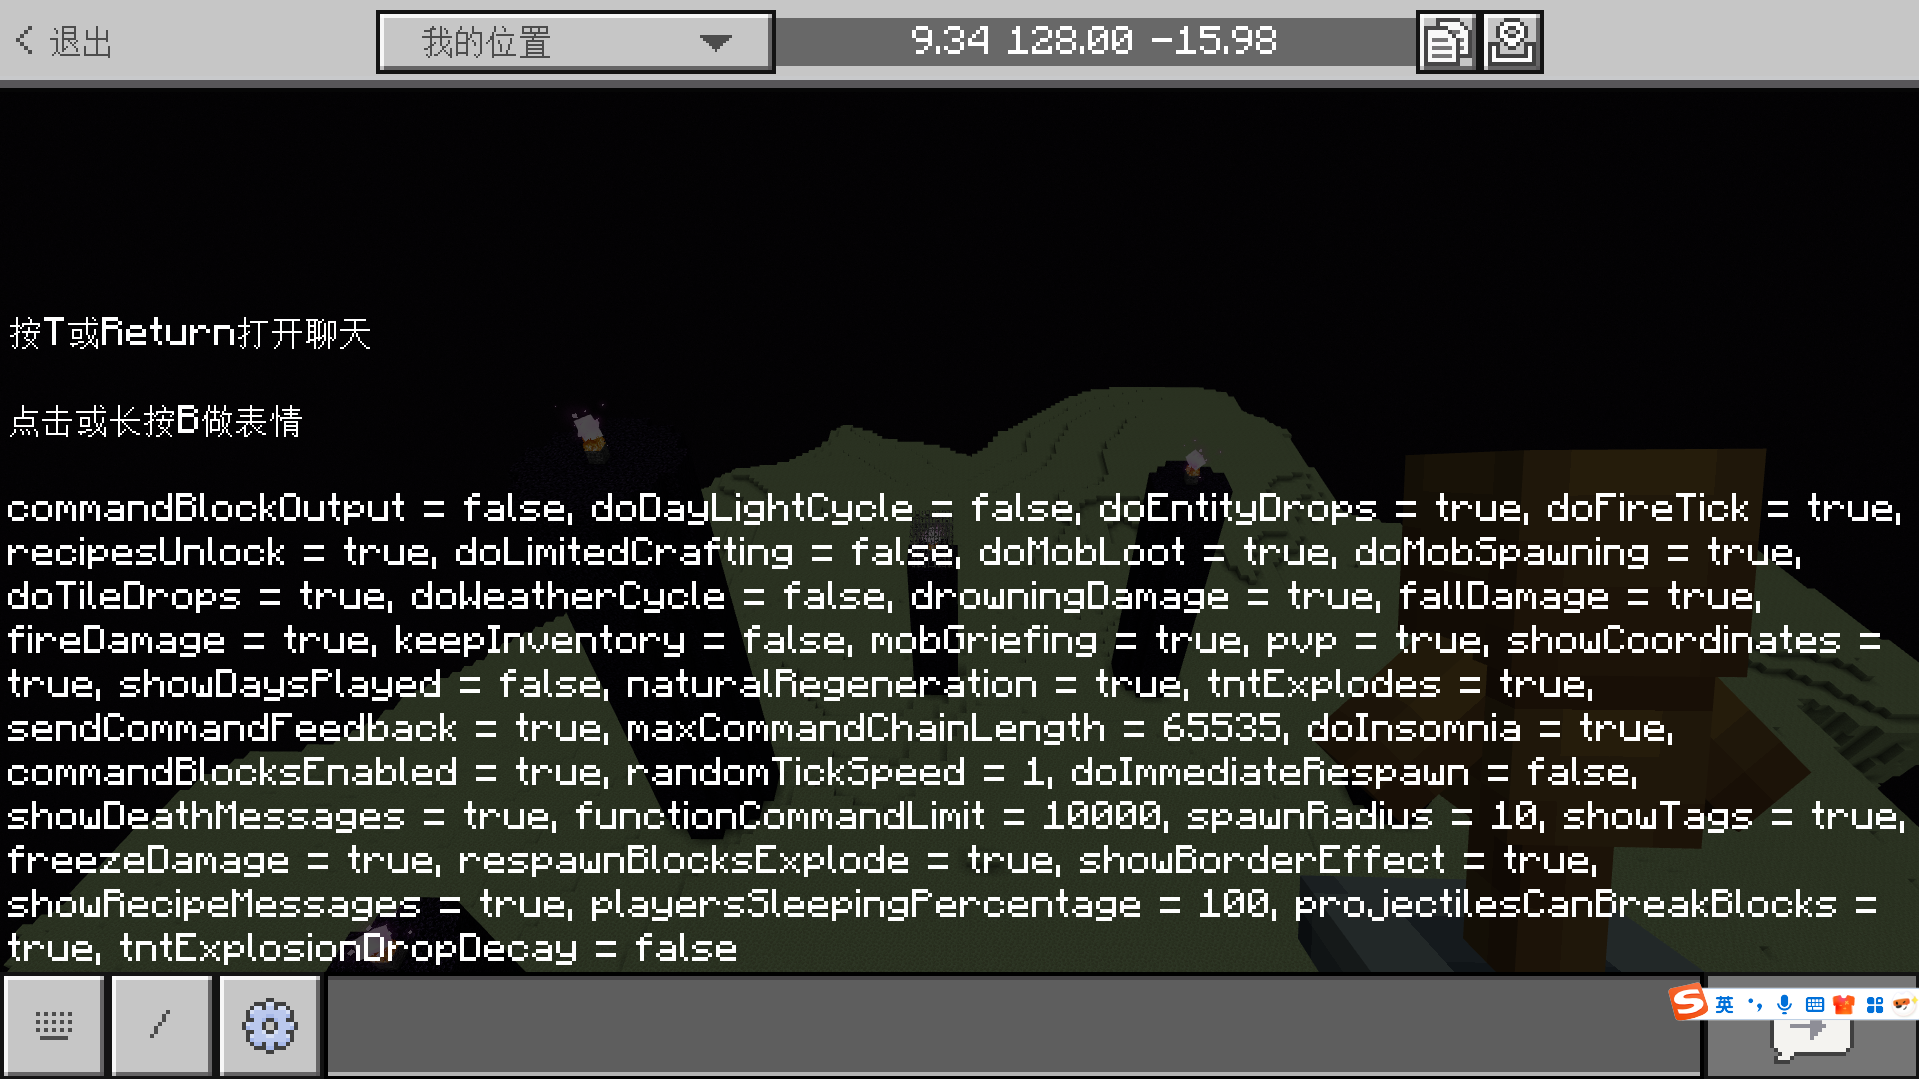 退出
我的位置
9.34 128.00 -15.98
按T或Return打开聊天
点击或长按B做表情
commandBlockOutput = false, doDayLightCycle = false, doEntityDrops = true, doFireTick = true,
recipesUnlock = true, doLimitedCrafting = false, doMobLoot = true, doMobSpawning = true,
doTileDrops = true, doWeatherCycle = false, drowningDamage = true, fallDamage = true,
fireDamage = true, keepInventory = false, mobGriefing = true, pvp = true, showCoordinates =
true, showDaysPlayed = false, naturalRegeneration = true, tntExplodes = true,
sendCommandFeedback = true, maxCommandChainLength = 65535, doInsomnia = true,
commandBlocksEnabled = true, randomTickSpeed = 1, doImmediateRespawn = false,
showDeathMessages = true, functionCommandLimit = 10000, spawnRadius = 10, showTags = true,
freezeDamage = true, respawnBlocksExplode = true, showBorderEffect = true,
showRecipeMessages = true, playersSleepingPercentage = 100, projectilesCanBreakBlocks =
true, tntExplosionDropDecay = false
/
S 英